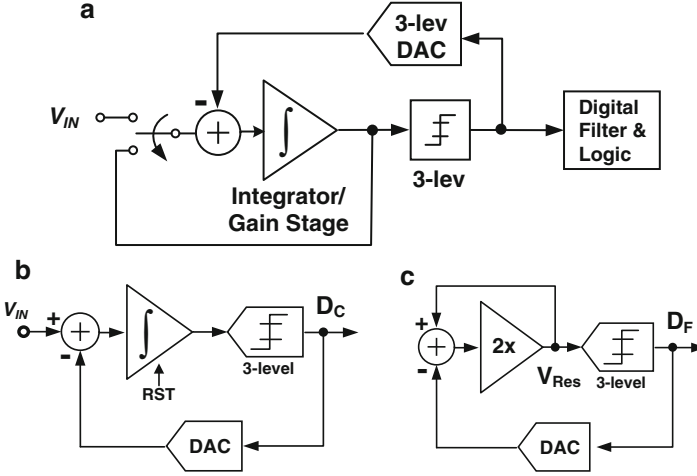 a
3-lev
DAC
-
V_IN
+
∫
Integrator/
Gain Stage
3-lev
Digital
Filter &
Logic
b
V_IN
+
+
-
∫
RST
3-level
D_C
DAC
c
+
+
-
2x
V_Res
3-level
D_F
DAC